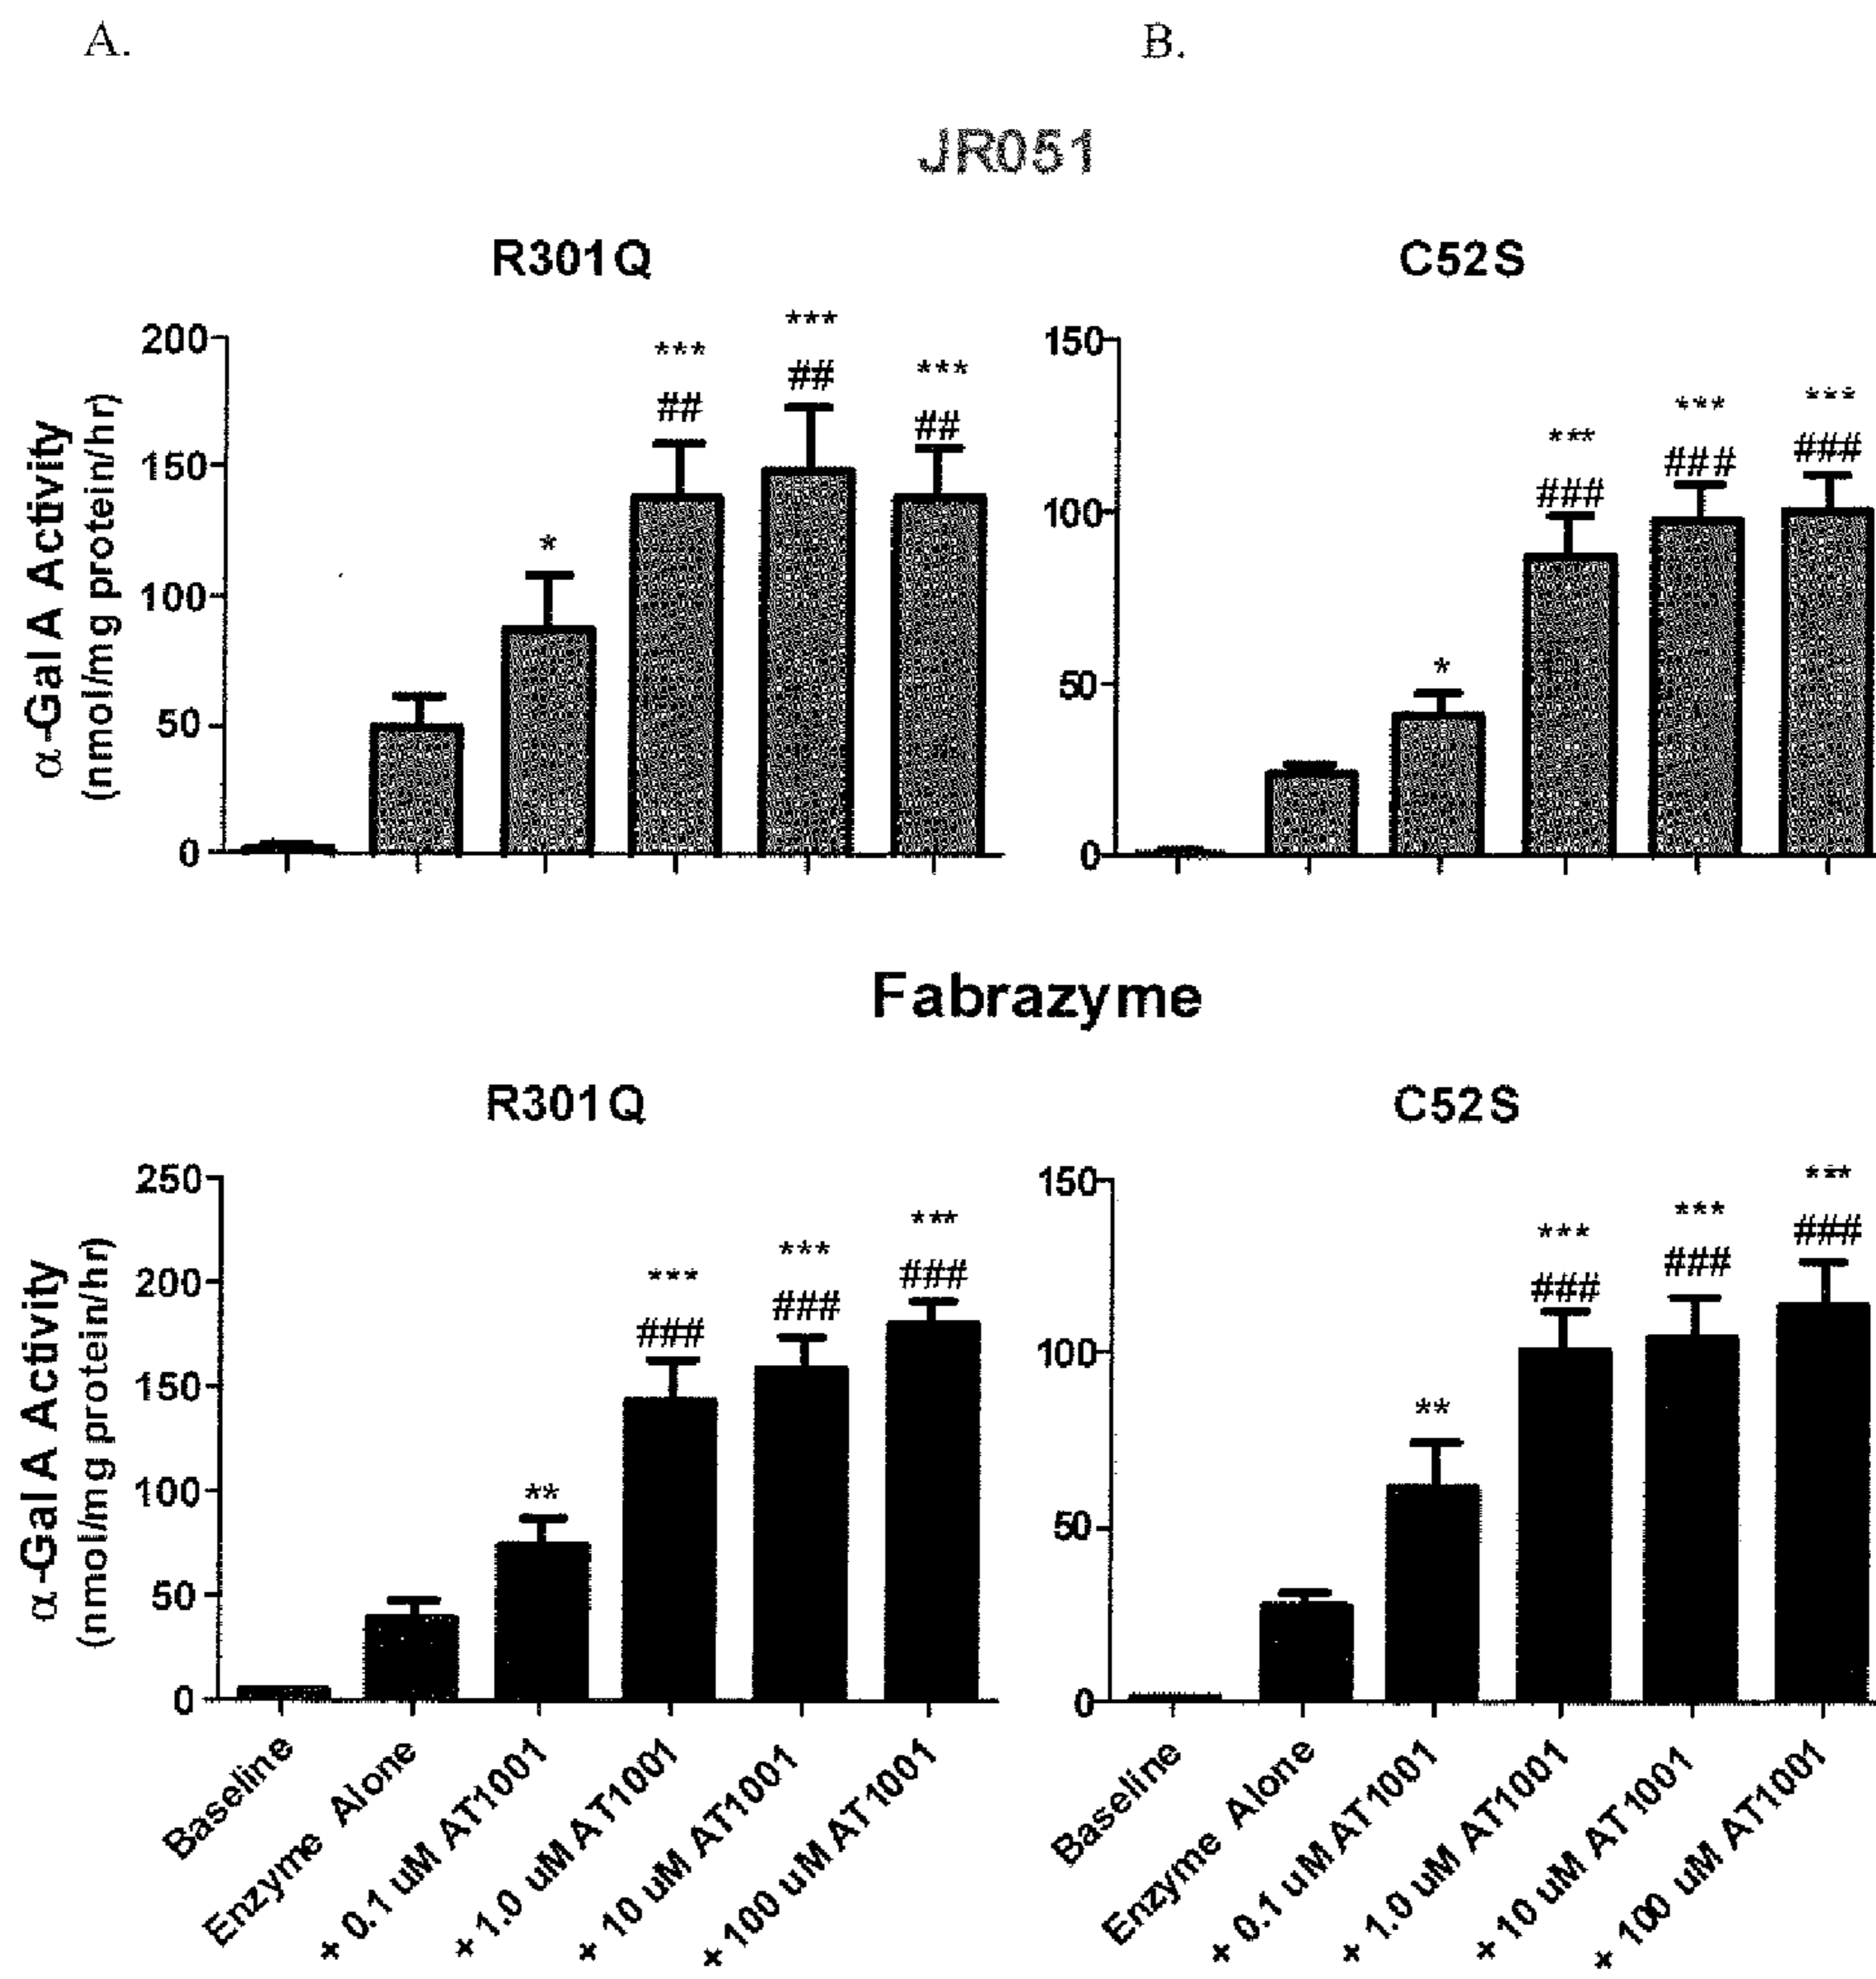 A.
B.
JR051
R301Q
C52S
α-Gal A Activity
(nmol/mg protein/hr)
200
150
100
50
0
*
***
##
***
##
***
##
150
100
50
0
*
***
###
***
###
***
###
Fabrazyme
R301Q
C52S
α-Gal A Activity
(nmol/mg protein/hr)
250
200
150
100
50
0
**
***
###
***
###
***
###
150
100
50
0
**
***
###
***
###
***
###
Baseline
Enzyme Alone
+ 0.1 uM AT1001
+ 1.0 uM AT1001
+ 10 uM AT1001
+ 100 uM AT1001
Baseline
Enzyme Alone
+ 0.1 uM AT1001
+ 1.0 uM AT1001
+ 10 uM AT1001
+ 100 uM AT1001